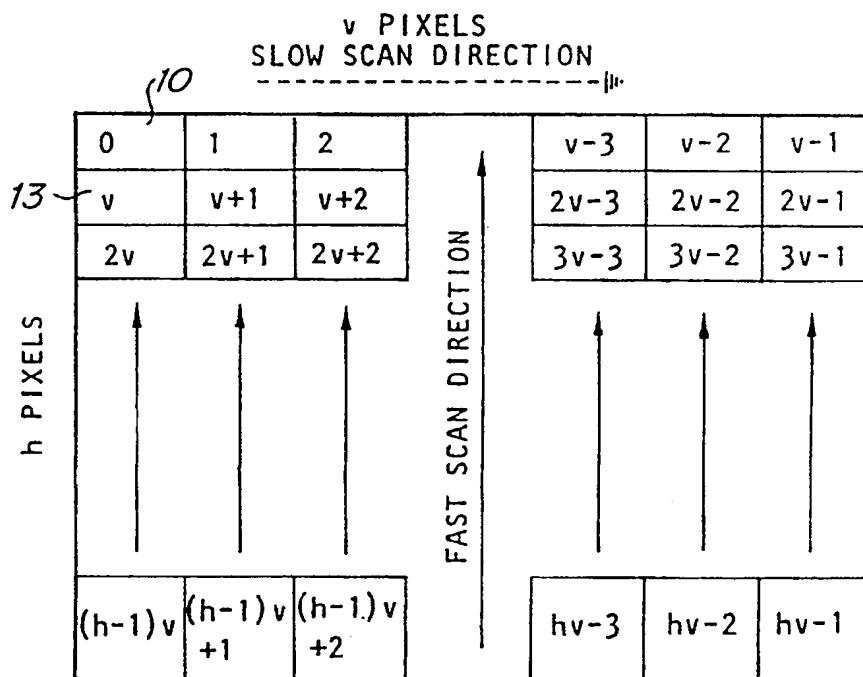 v PIXELS
SLOW SCAN DIRECTION
10
0 1 2 v-3 v-2 v-1
13 v v+1 v+2 2v-3 2v-2 2v-1
2v 2v+1 2v+2 3v-3 3v-2 3v-1
h PIXELS
FAST SCAN DIRECTION
(h-1)v (h-1)v (h-1.)v hv-3 hv-2 hv-1
+1 +2